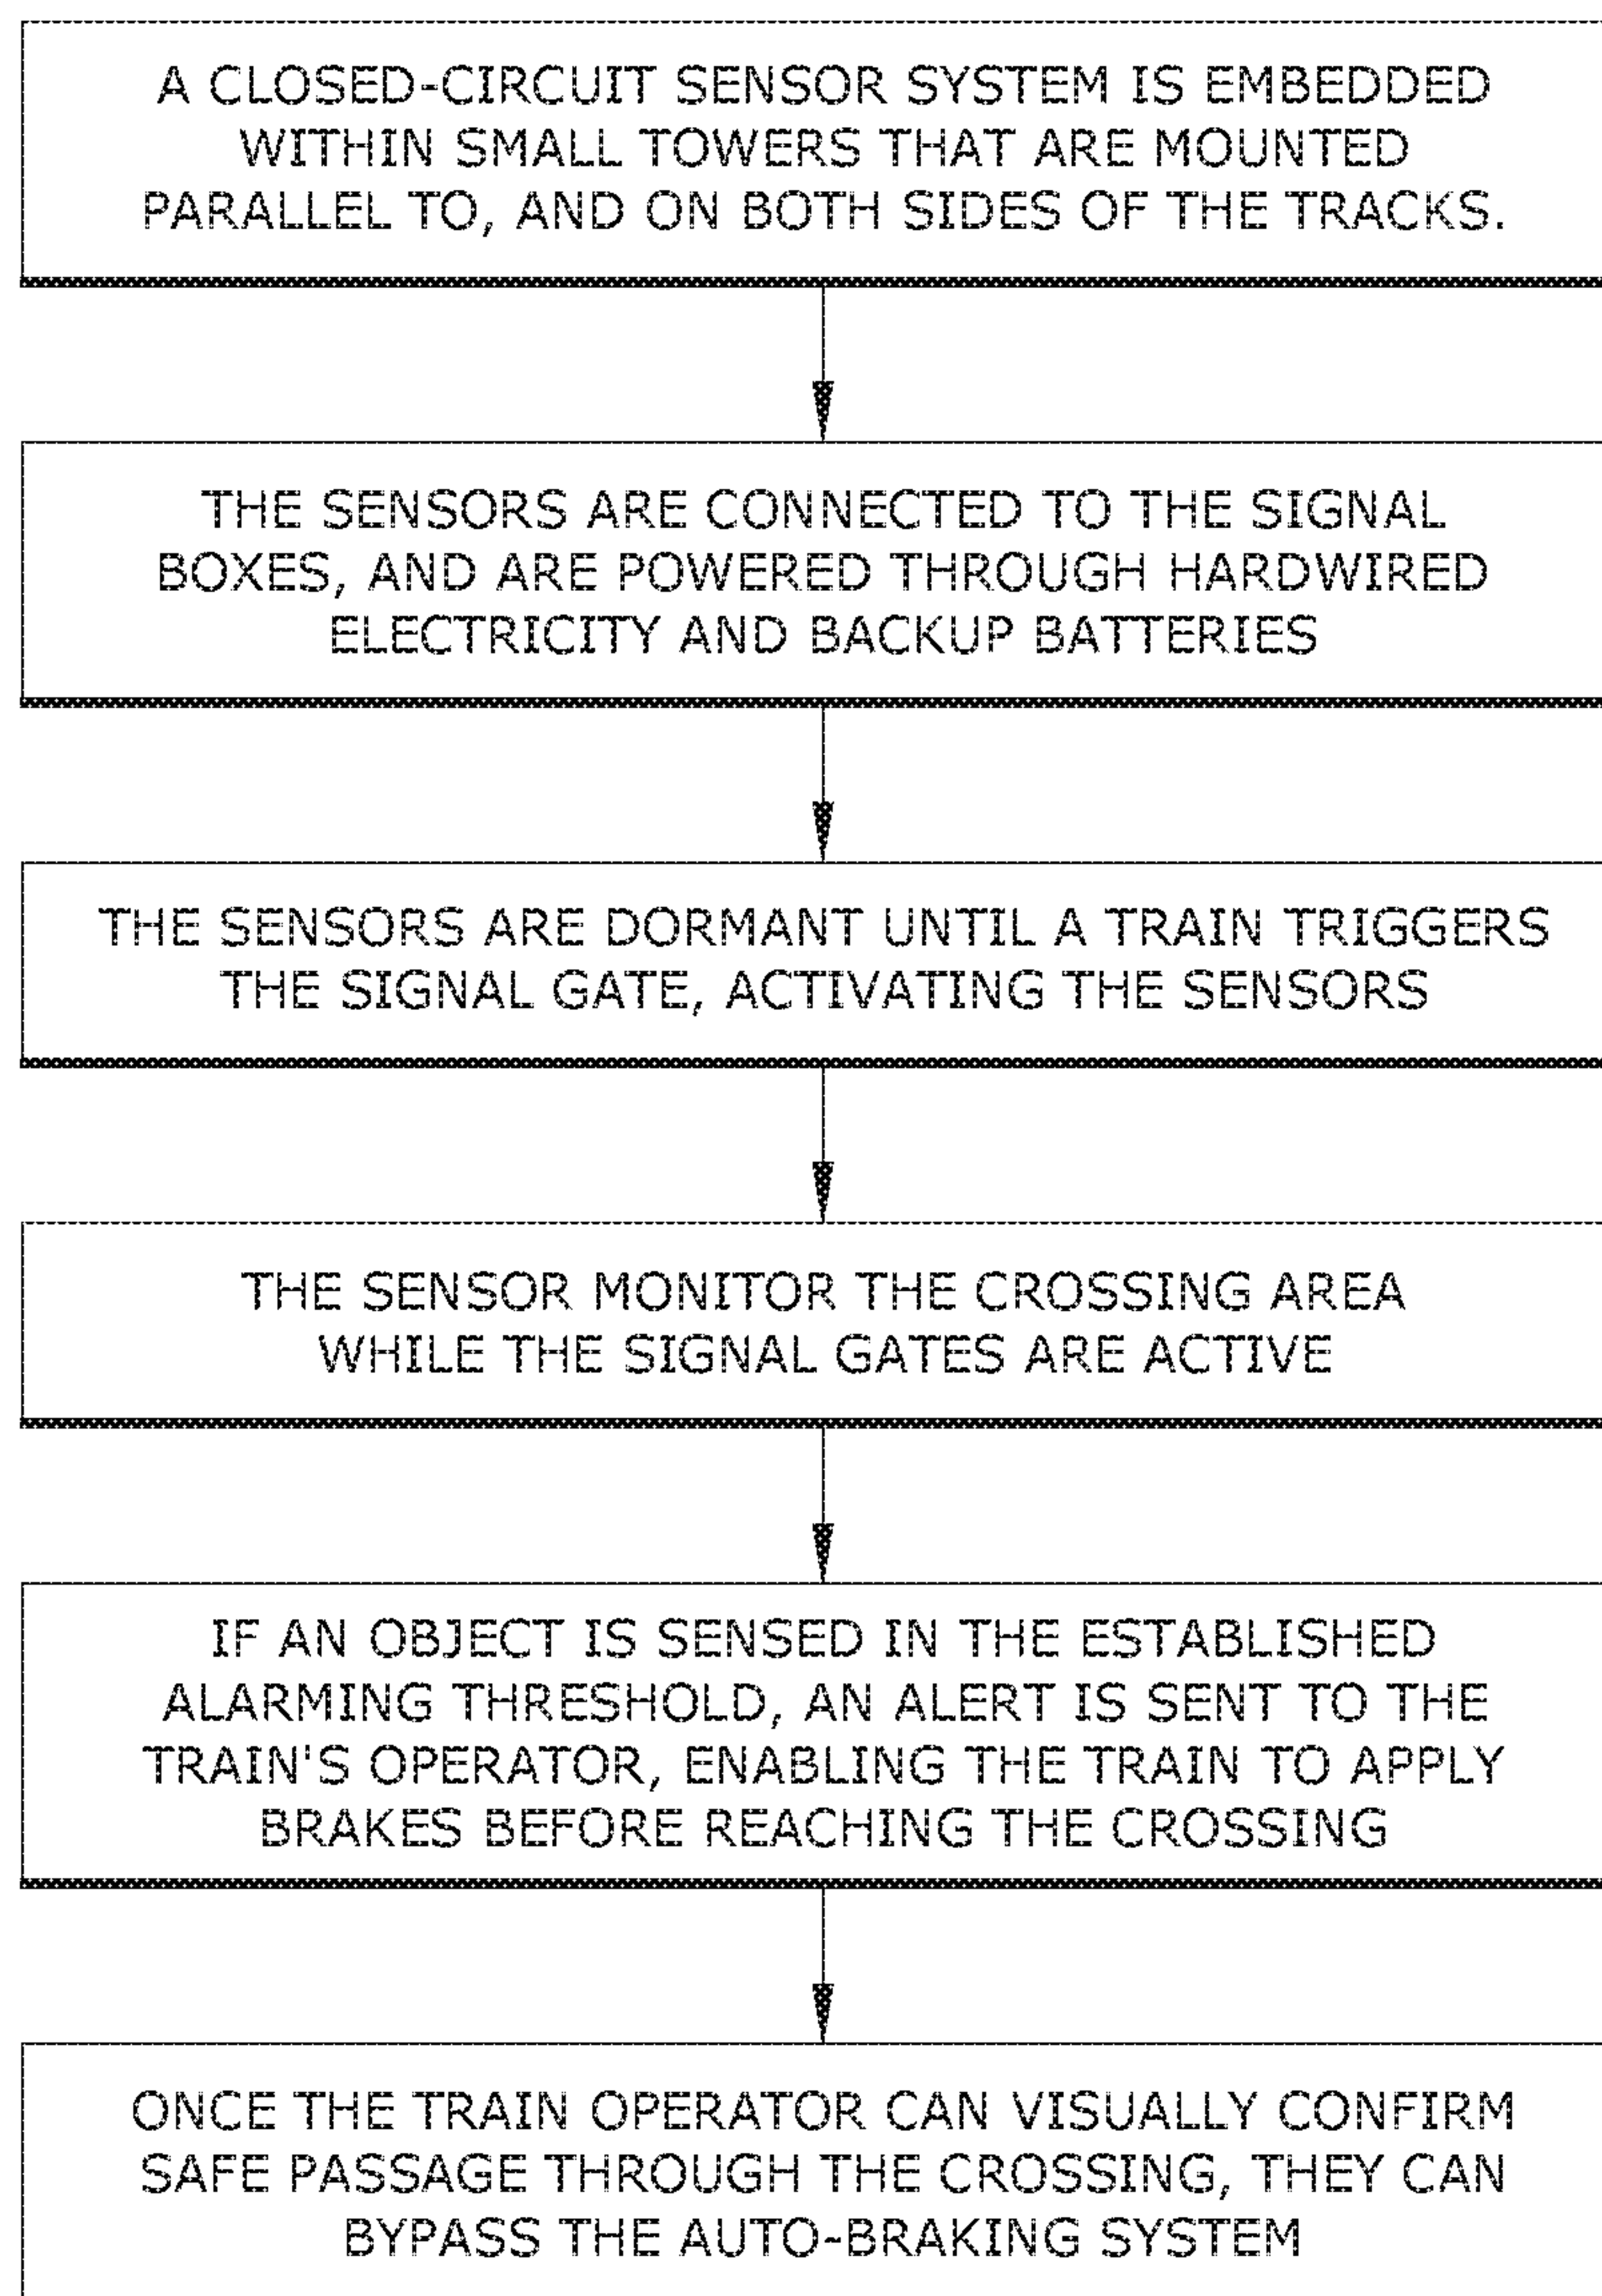 A CLOSED-CIRCUIT SENSOR SYSTEM IS EMBEDDED
WITHIN SMALL TOWERS THAT ARE MOUNTED
PARALLEL TO, AND ON BOTH SIDES OF THE TRACKS.
THE SENSORS ARE CONNECTED TO THE SIGNAL
BOXES, AND ARE POWERED THROUGH HARDWIRED
ELECTRICITY AND BACKUP BATTERIES
THE SENSORS ARE DORMANT UNTIL A TRAIN TRIGGERS
THE SIGNAL GATE, ACTIVATING THE SENSORS
THE SENSOR MONITOR THE CROSSING AREA
WHILE THE SIGNAL GATES ARE ACTIVE
IF AN OBJECT IS SENSED IN THE ESTABLISHED
ALARMING THRESHOLD, AN ALERT IS SENT TO THE
TRAIN'S OPERATOR, ENABLING THE TRAIN TO APPLY
BRAKES BEFORE REACHING THE CROSSING
ONCE THE TRAIN OPERATOR CAN VISUALLY CONFIRM
SAFE PASSAGE THROUGH THE CROSSING, THEY CAN
BYPASS THE AUTO-BRAKING SYSTEM